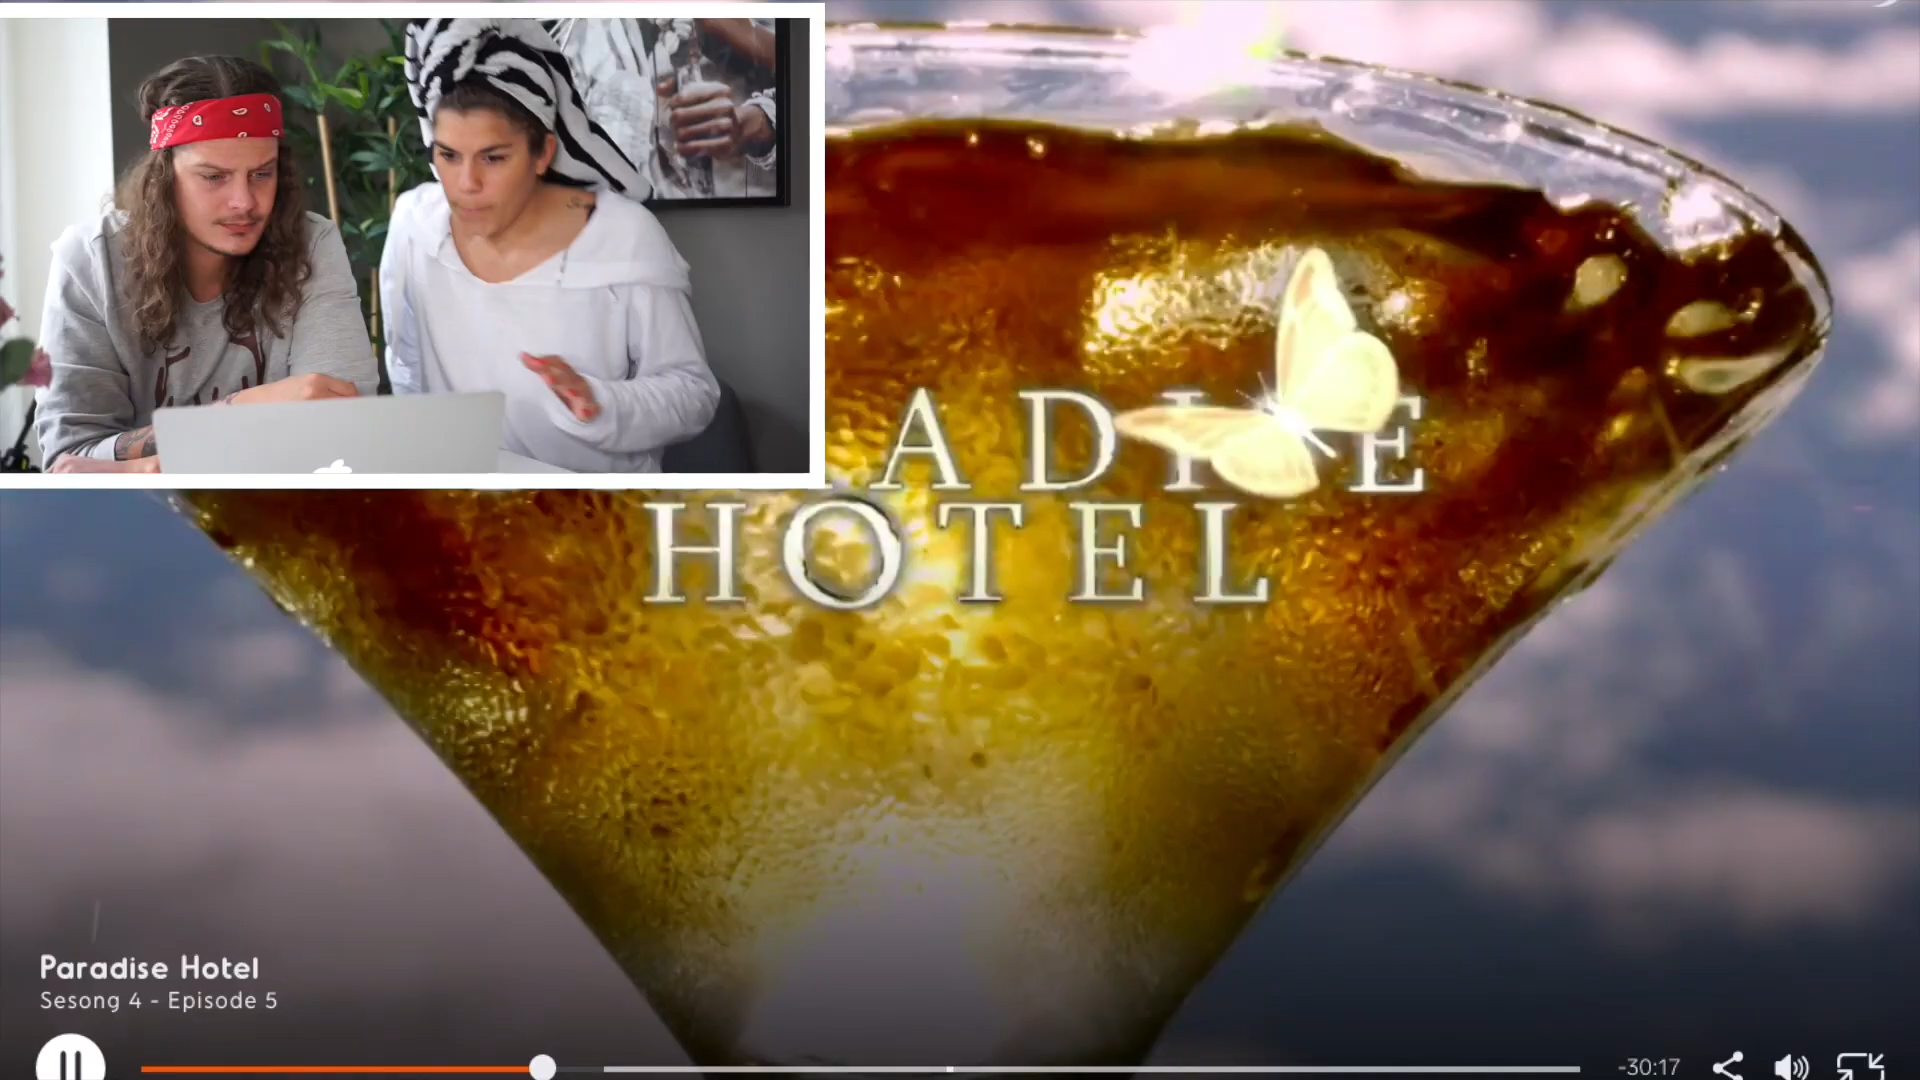 ADI E
HOTEL
Paradise Hotel
Sesong 4 - Episode 5
-30:17